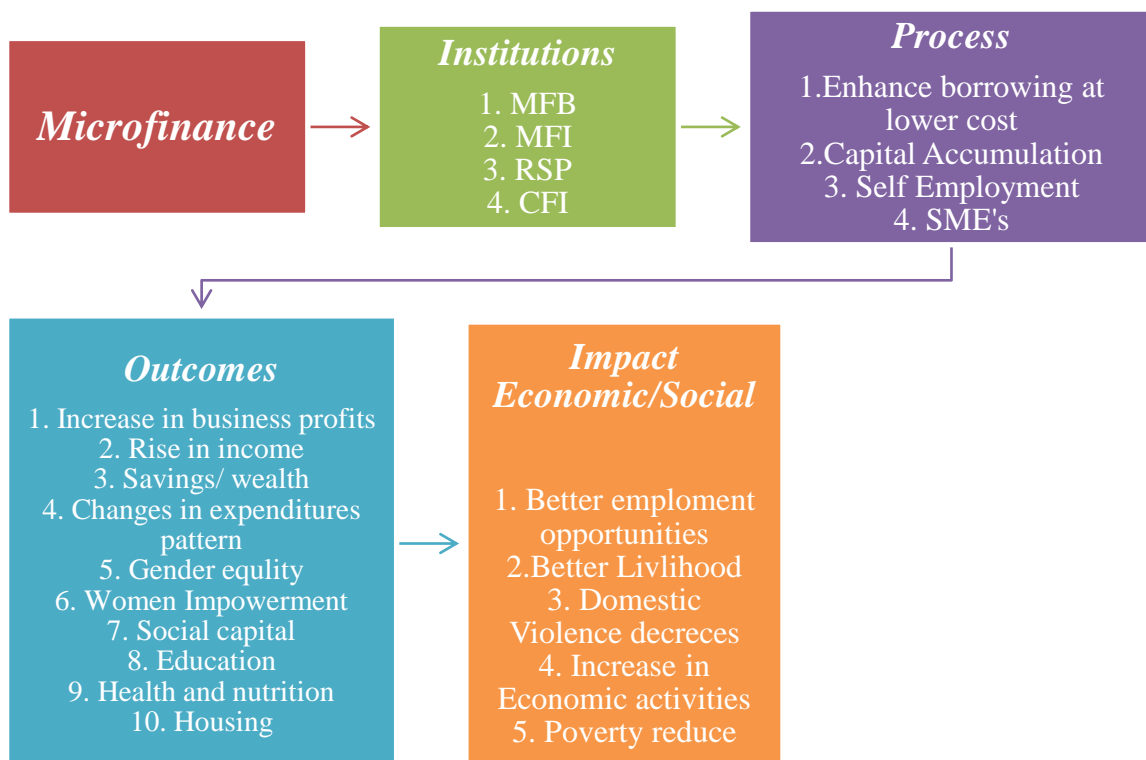 Microfinance
Institutions
1. MFB
2. MFI
3. RSP
4. CFI
Process
1.Enhance borrowing at
lower cost
2.Capital Accumulation
3. Self Employment
4. SME's
Outcomes
1. Increase in business profits
2. Rise in income
3. Savings/ wealth
4. Changes in expenditures
pattern
5. Gender equlity
6. Women Impowerment
7. Social capital
8. Education
9. Health and nutrition
10. Housing
Impact
Economic/Social
1. Better emploment
opportunities
2.Better Livlihood
3. Domestic
Violence decreces
4. Increase in
Economic activities
5. Poverty reduce